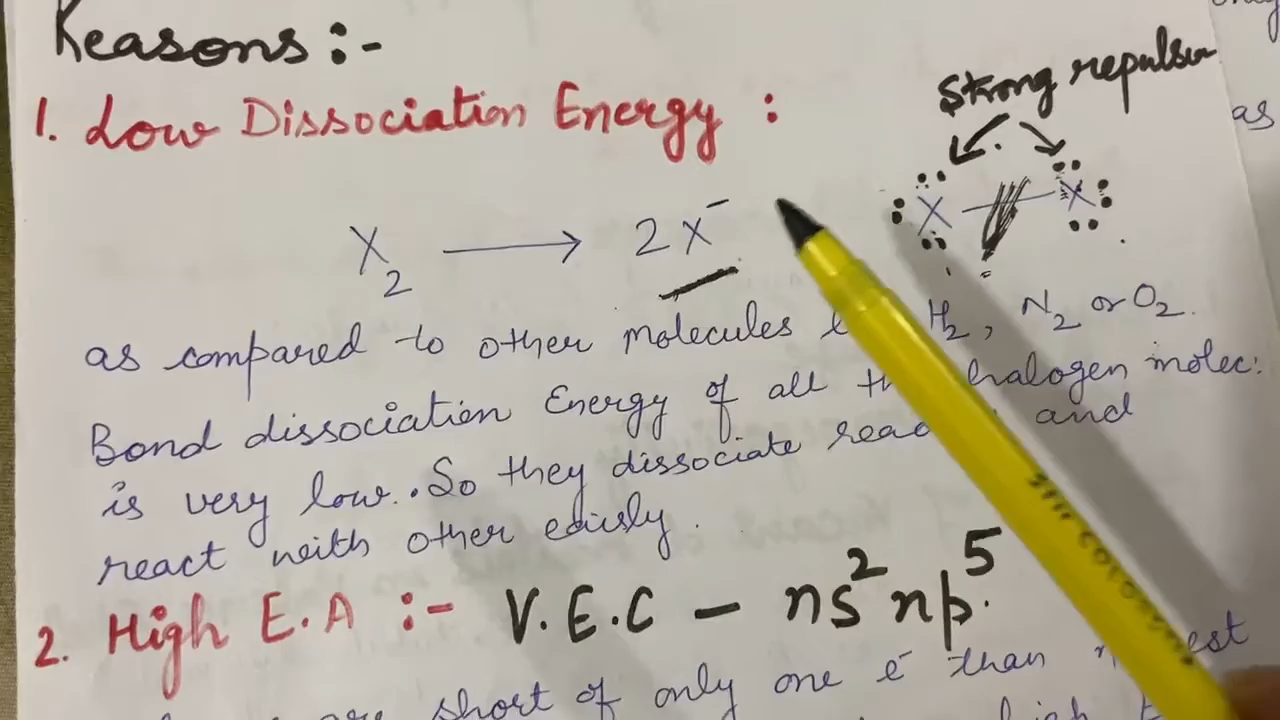 Reasons :-
Strong repulsion
1. Low Dissociation Energy :
as
X X
X2 → 2X⁻
as compared to other molecules H2, N2 or O2.
Bond dissociation Energy of all halogen molec:
is very low. So they dissociate and
react with other edisly.
2. High E.A :- V.E.C – ns² np⁵
short of only one e⁻ than